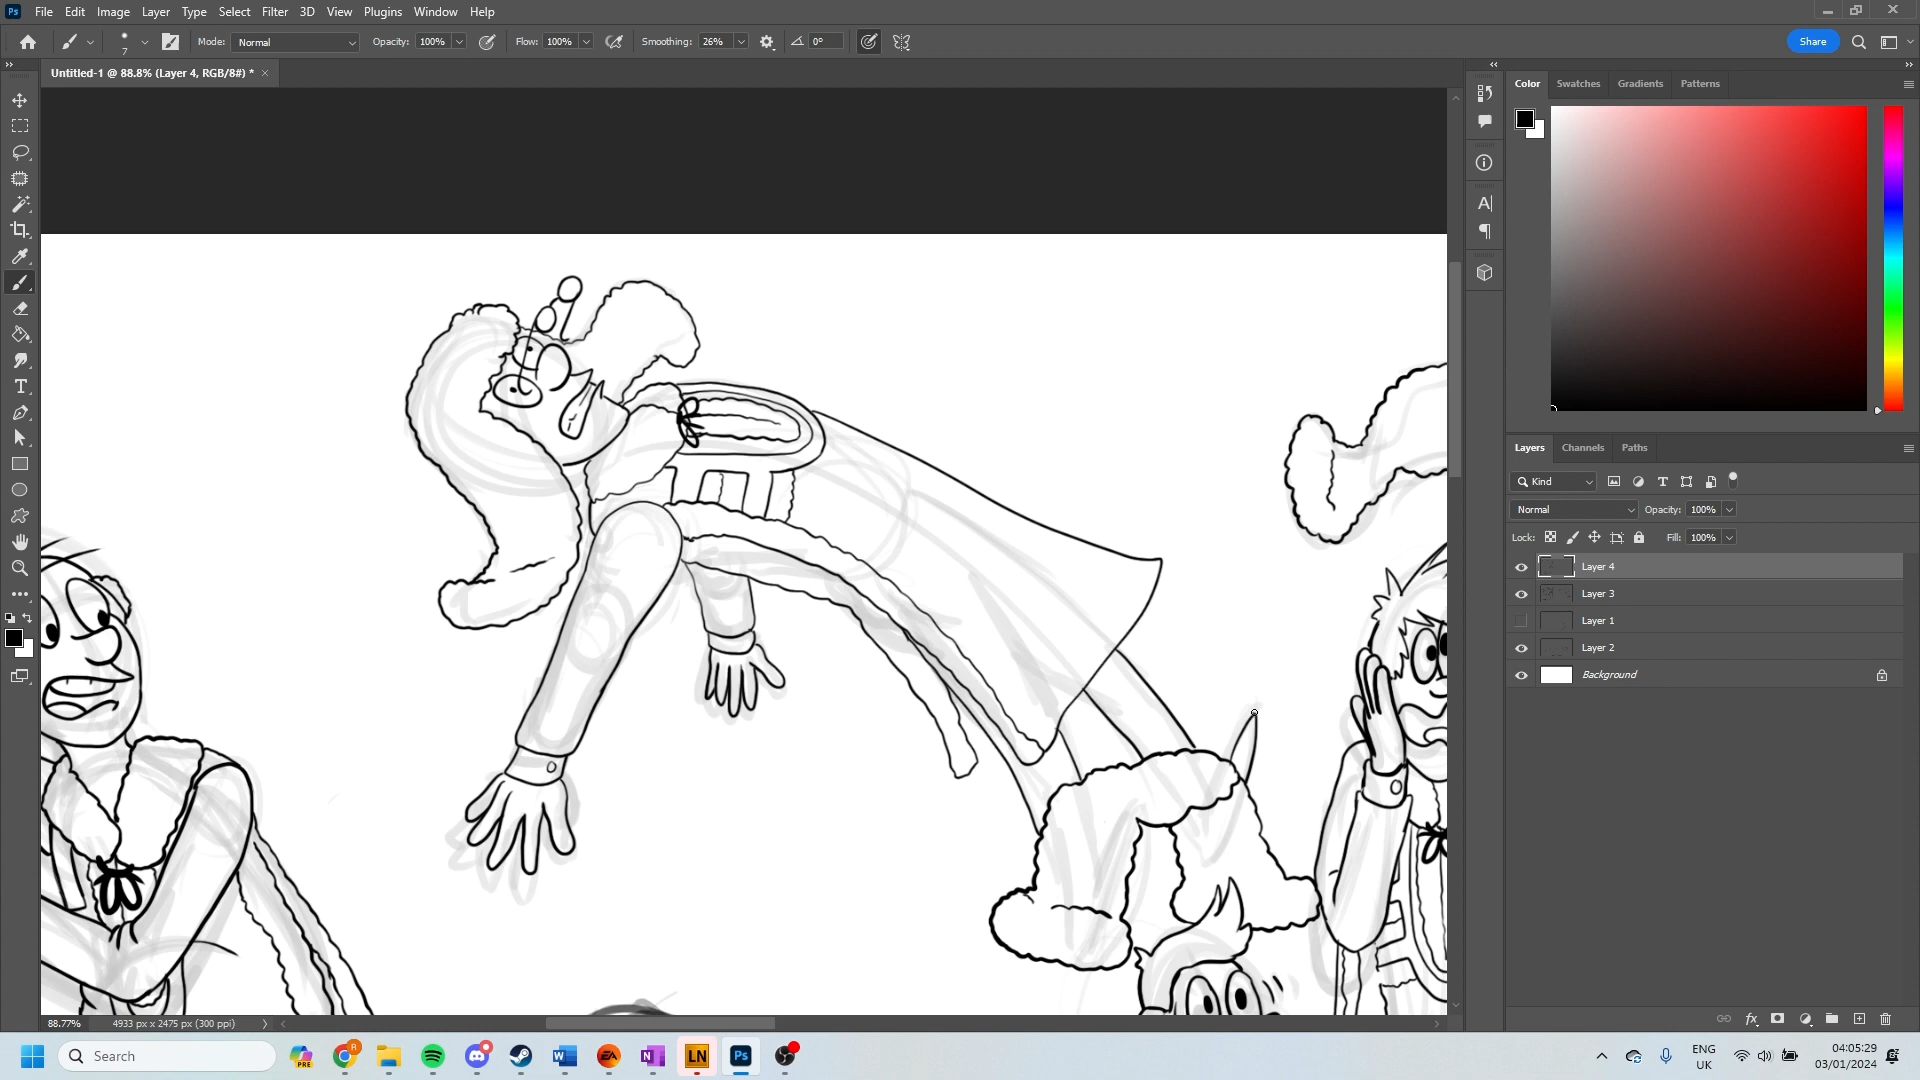 File Edit Image Layer Type Select Filter 3D View Plugins Window Help
7 Mode: Normal Opacity: 100% Flow: 100% Smoothing: 26% 0° Share
Untitled-1 @ 88.8% (Layer 4, RGB/8#) * ×
Color Swatches Gradients Patterns
Layers Channels Paths
Kind
Normal Opacity: 100%
Lock: Fill: 100%
Layer 4
Layer 3
Layer 1
Layer 2
Background
88.77% 4933 px x 2475 px (300 ppi)
Search
ENG
UK
04:05:29
03/01/2024